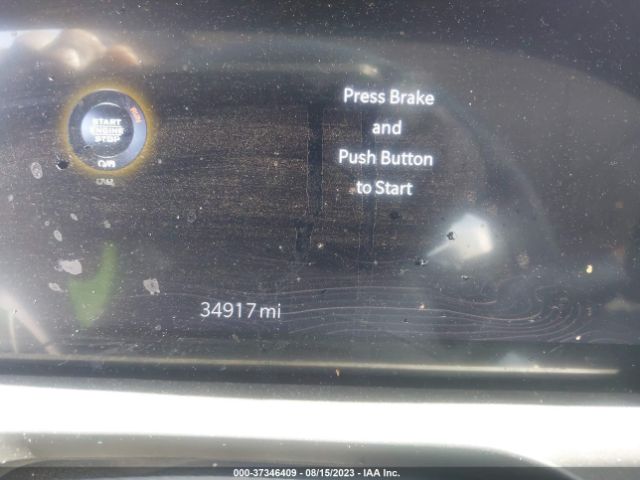 START
ENGINE
STOP
Press Brake
and
Push Button
to Start
34917 mi
000-37346409 - 08/15/2023 - IAA Inc.